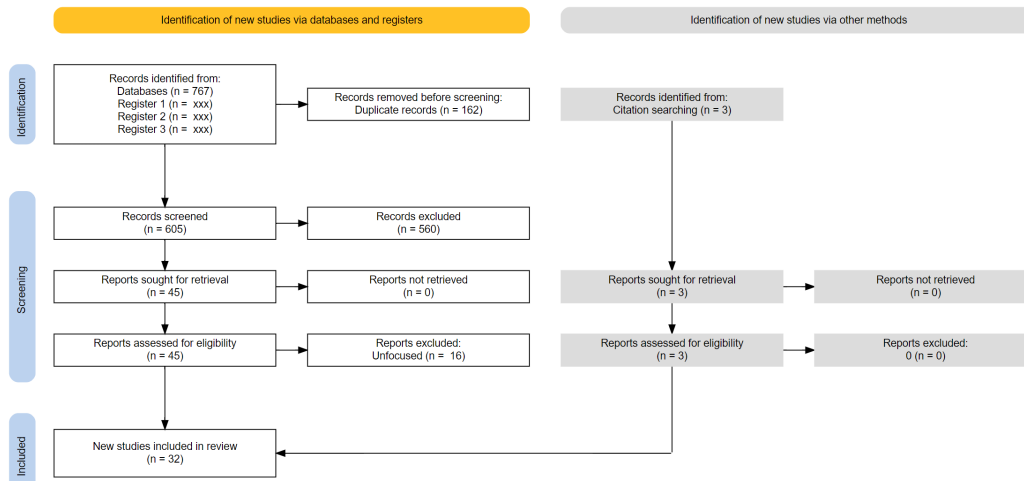 Identification of new studies via databases and registers
Identification of new studies via other methods
Identification
Records identified from:
Databases (n = 767)
Register 1 (n =  xxx)
Register 2 (n =  xxx)
Register 3 (n =  xxx)
Records removed before screening:
Duplicate records (n = 162)
Records identified from:
Citation searching (n = 3)
Screening
Records screened
(n = 605)
Records excluded
(n = 560)
Reports sought for retrieval
(n = 45)
Reports not retrieved
(n = 0)
Reports sought for retrieval
(n = 3)
Reports not retrieved
(n = 0)
Reports assessed for eligibility
(n = 45)
Reports excluded:
Unfocused (n =  16)
Reports assessed for eligibility
(n = 3)
Reports excluded:
0 (n = 0)
Included
New studies included in review
(n = 32)